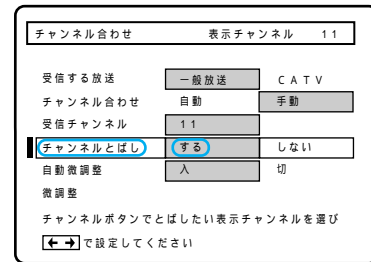 チャンネル合わせ 表示チャンネル 11
受信する放送 一般放送 CATV
チャンネル合わせ 自動 手動
受信チャンネル 11
チャンネルとばし する しない
自動微調整 入 切
微調整
チャンネルボタンでとばしたい表示チャンネルを選び
←→で設定してください